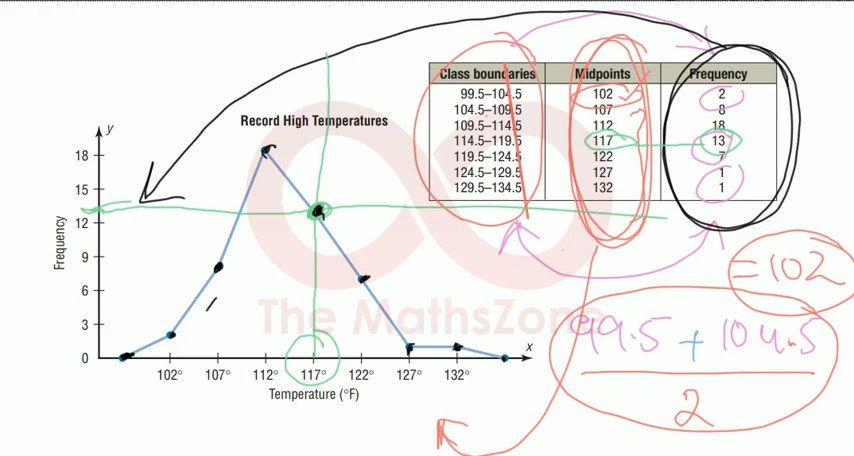 Class boundaries Midpoints Frequency
99.5–104.5 102 2
104.5–109.5 107 8
109.5–114.5 112 18
114.5–119.5 117 13
119.5–124.5 122 7
124.5–129.5 127 1
129.5–134.5 132 1
Record High Temperatures
y
18
15
12
9
6
3
0
Frequency
x
102° 107° 112° 117° 122° 127° 132°
Temperature (°F)
The MathsZone
= 102
99.5 + 104.5
2